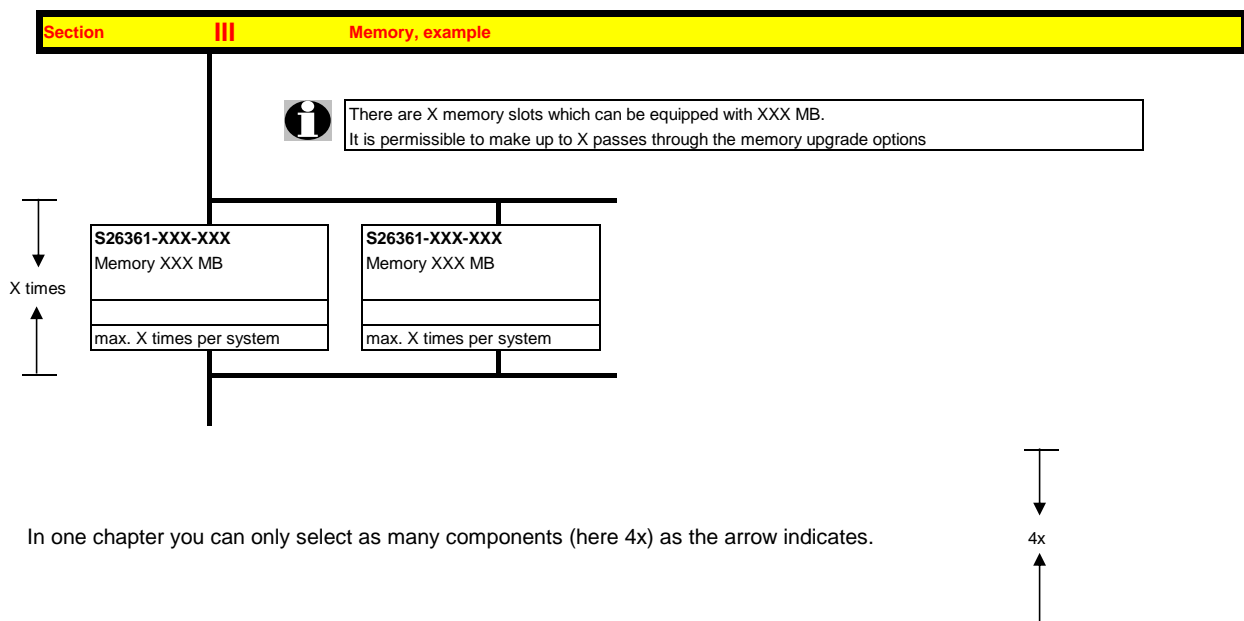 Section III Memory, example
There are X memory slots which can be equipped with XXX MB.
It is permissible to make up to X passes through the memory upgrade options
S26361-XXX-XXX S26361-XXX-XXX
Memory XXX MB Memory XXX MB
X times
max. X times per system max. X times per system
In one chapter you can only select as many components (here 4x) as the arrow indicates. 4x